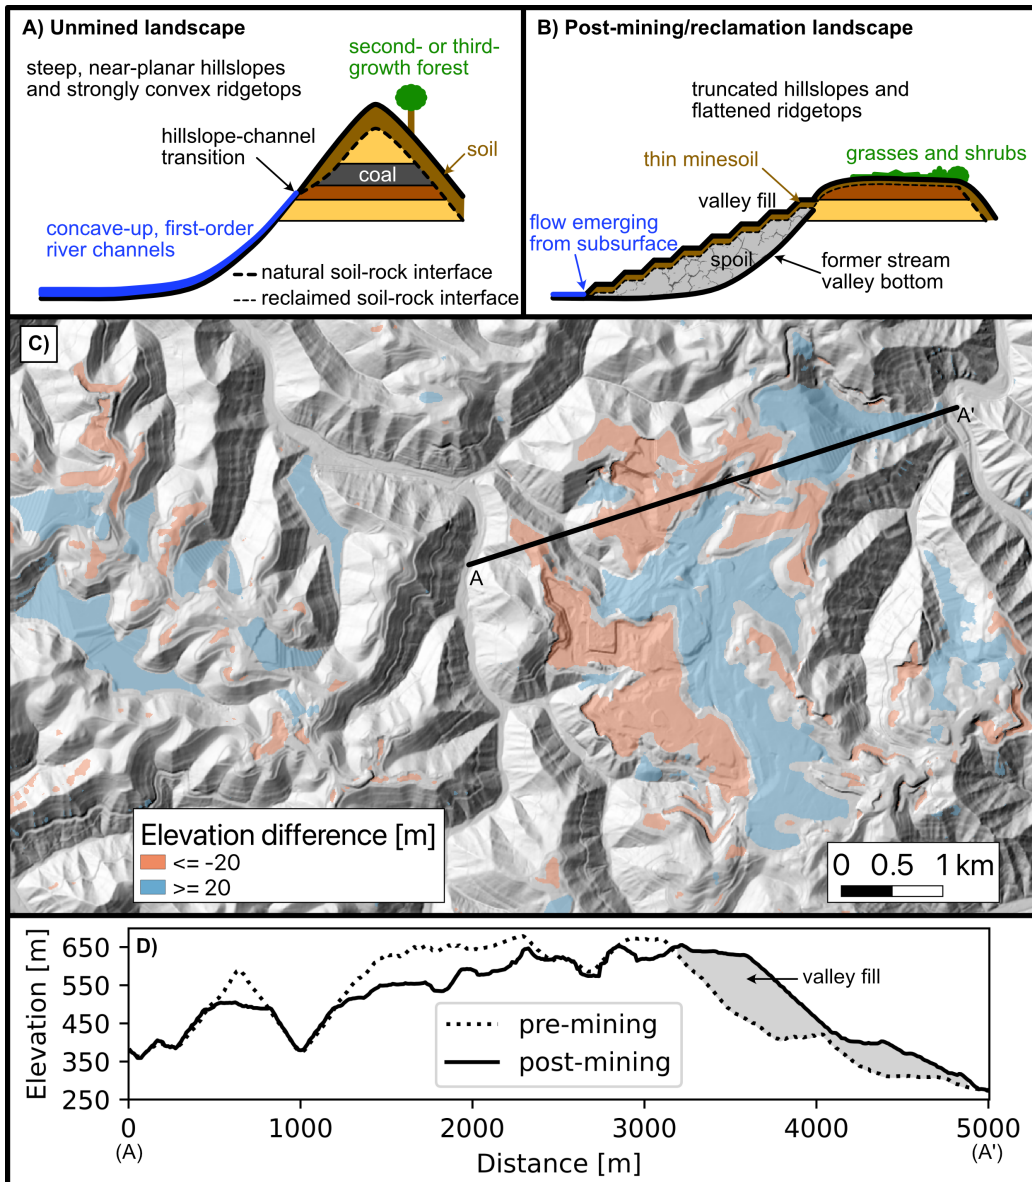 A) Unmined landscape
steep, near-planar hillslopes
and strongly convex ridgetops
second- or third-
growth forest
hillslope-channel
transition
soil
coal
concave-up, first-order
river channels
natural soil-rock interface
reclaimed soil-rock interface
B) Post-mining/reclamation landscape
truncated hillslopes and
flattened ridgetops
thin minesoil
grasses and shrubs
valley fill
flow emerging
from subsurface
spoil
former stream
valley bottom
C)
A'
A
Elevation difference [m]
<= -20
>= 20
0 0.5 1 km
D)
650
550
450
350
250
Elevation [m]
valley fill
pre-mining
post-mining
0 1000 2000 3000 4000 5000
(A) (A')
Distance [m]